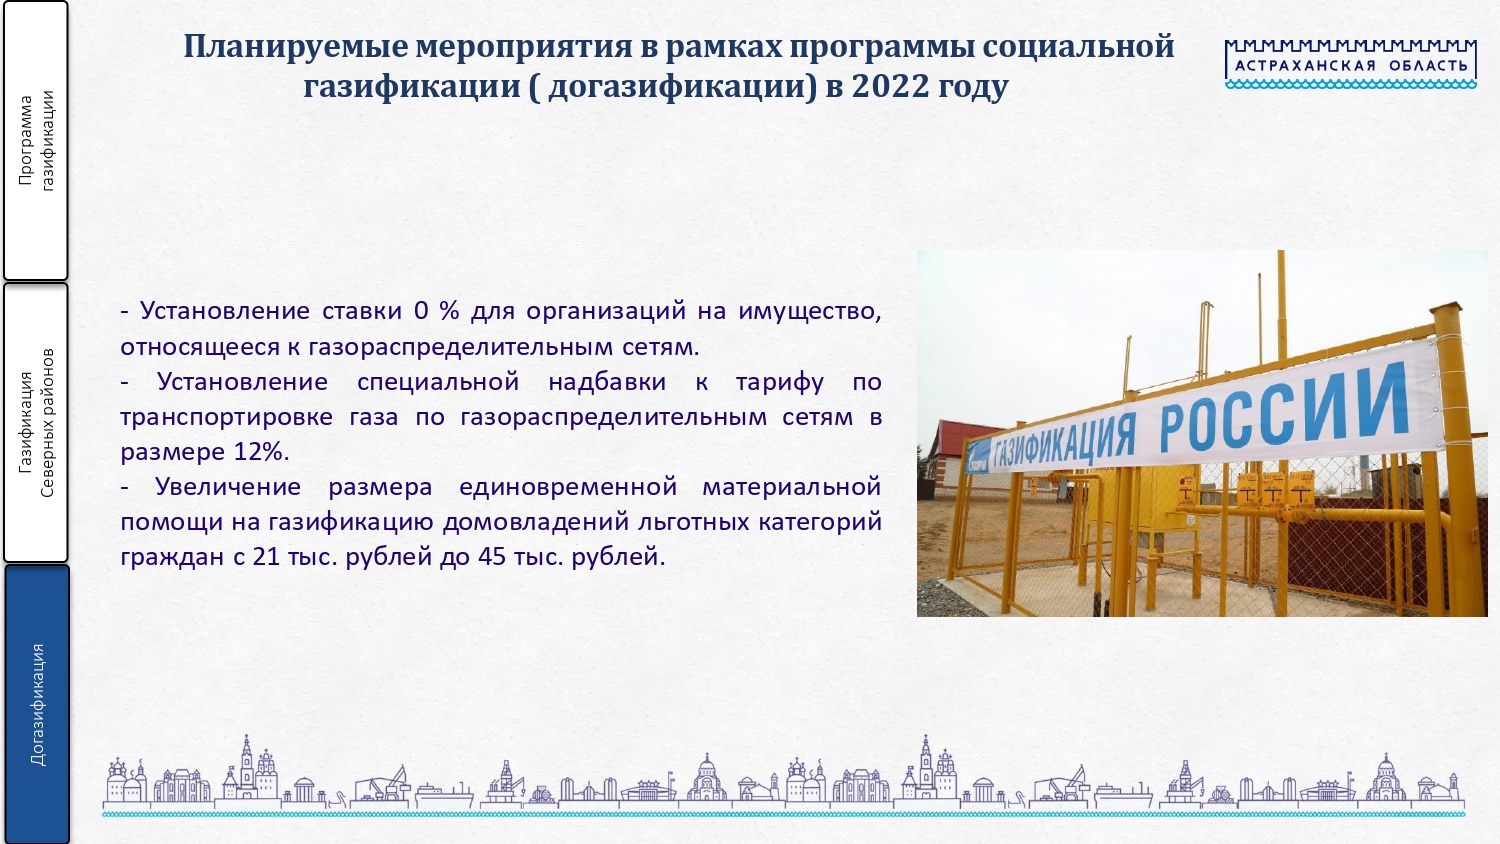 Планируемые мероприятия в рамках программы социальной
газификации ( догазификации) в 2022 году
АСТРАХАНСКАЯ ОБЛАСТЬ
Программа
газификации
Газификация
Северных районов
Догазификация
- Установление ставки 0 % для организаций на имущество,
относящееся к газораспределительным сетям.
- Установление специальной надбавки к тарифу по
транспортировке газа по газораспределительным сетям в
размере 12%.
- Увеличение размера единовременной материальной
помощи на газификацию домовладений льготных категорий
граждан с 21 тыс. рублей до 45 тыс. рублей.
ГАЗИФИКАЦИЯ РОССИИ